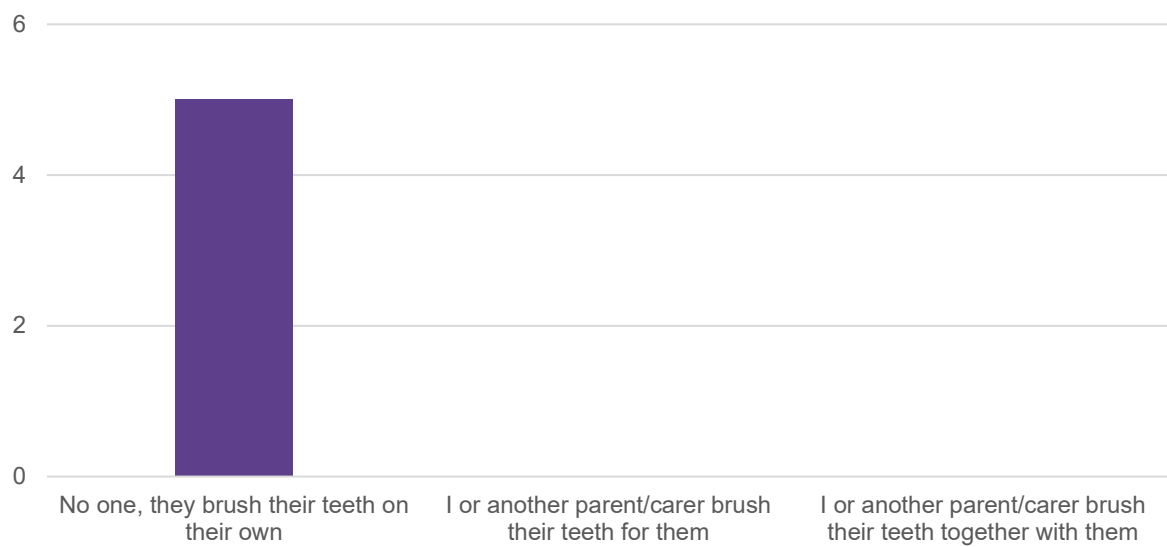 6
4
2
0
No one, they brush their teeth on
their own
I or another parent/carer brush
their teeth for them
I or another parent/carer brush
their teeth together with them